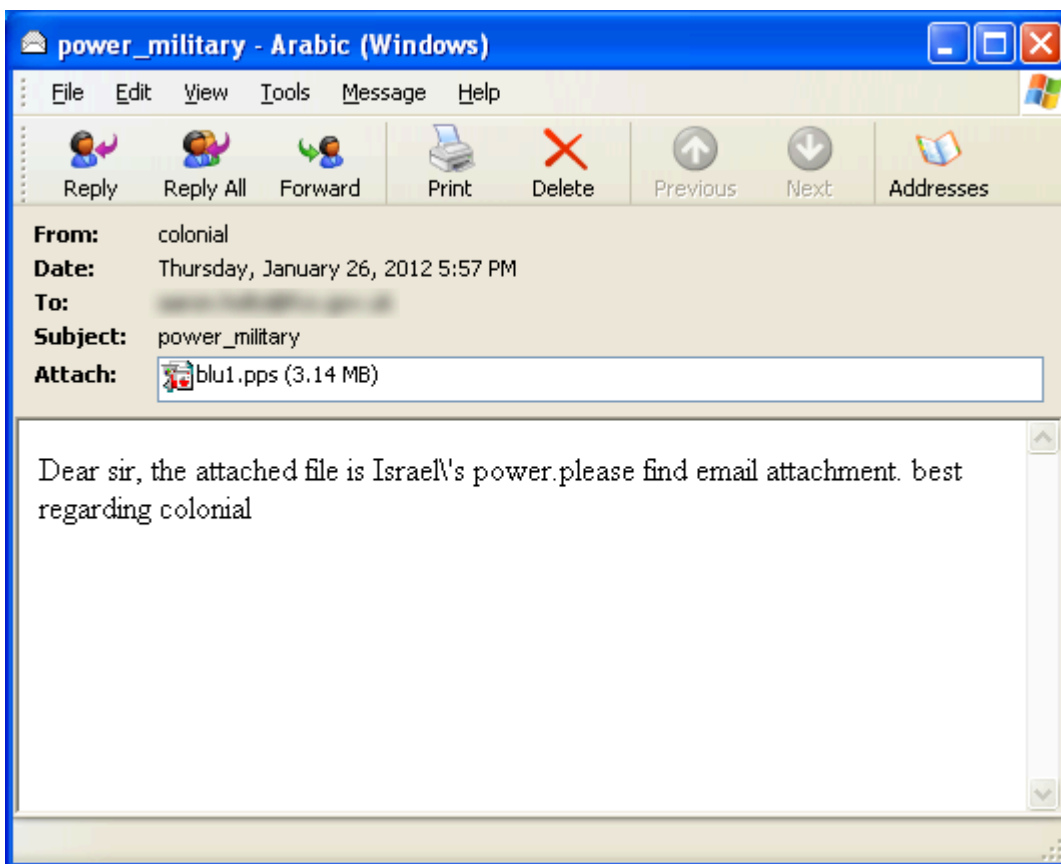 power_military - Arabic (Windows)
File Edit View Tools Message Help
Reply Reply All Forward Print Delete Previous Next Addresses
From: colonial
Date: Thursday, January 26, 2012 5:57 PM
To:
Subject: power_military
Attach: blu1.pps (3.14 MB)
Dear sir, the attached file is Israel\'s power.please find email attachment. best
regarding colonial